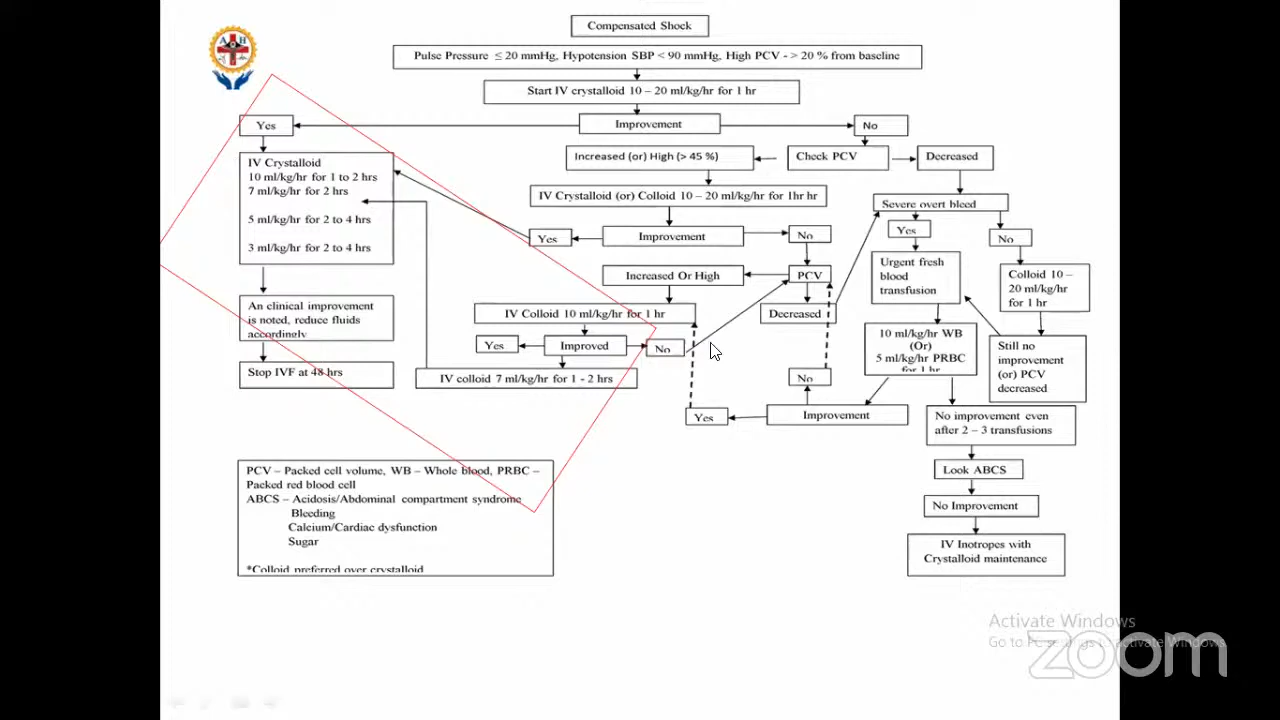 Compensated Shock
Pulse Pressure ≤ 20 mmHg, Hypotension SBP < 90 mmHg, High PCV - > 20 % from baseline
Start IV crystalloid 10 – 20 ml/kg/hr for 1 hr
Yes
Improvement
No
IV Crystalloid
10 ml/kg/hr for 1 to 2 hrs
7 ml/kg/hr for 2 hrs
5 ml/kg/hr for 2 to 4 hrs
3 ml/kg/hr for 2 to 4 hrs
Increased (or) High (> 45 %)
Check PCV
Decreased
IV Crystalloid (or) Colloid 10 – 20 ml/kg/hr for 1hr hr
Severe overt bleed
Yes
Improvement
No
Yes
No
Increased Or High
PCV
Urgent fresh
blood
transfusion
Colloid 10 –
20 ml/kg/hr
for 1 hr
An clinical improvement
is noted, reduce fluids
accordingly
IV Colloid 10 ml/kg/hr for 1 hr
Decreased
Yes
Improved
No
10 ml/kg/hr WB
(Or)
5 ml/kg/hr PRBC
for 1 hr
Still no
improvement
(or) PCV
decreased
Stop IVF at 48 hrs
IV colloid 7 ml/kg/hr for 1 - 2 hrs
No
Yes
Improvement
No improvement even
after 2 – 3 transfusions
Look ABCS
No Improvement
IV Inotropes with
Crystalloid maintenance
PCV – Packed cell volume, WB – Whole blood, PRBC –
Packed red blood cell
ABCS – Acidosis/Abdominal compartment syndrome
Bleeding
Calcium/Cardiac dysfunction
Sugar
*Colloid preferred over crystalloid
A H
Activate Windows
Go to PC settings to activate Windows.
zoom